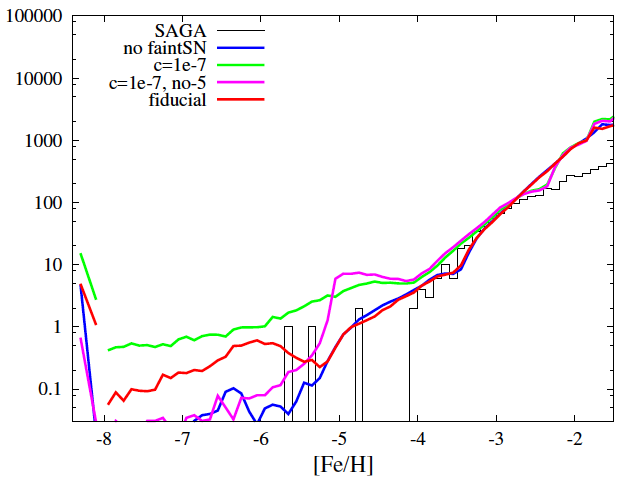 100000
10000
1000
100
10
1
0.1
SAGA
no faintSN
c=1e-7
c=1e-7, no-5
fiducial
-8 -7 -6 -5 -4 -3 -2
[Fe/H]